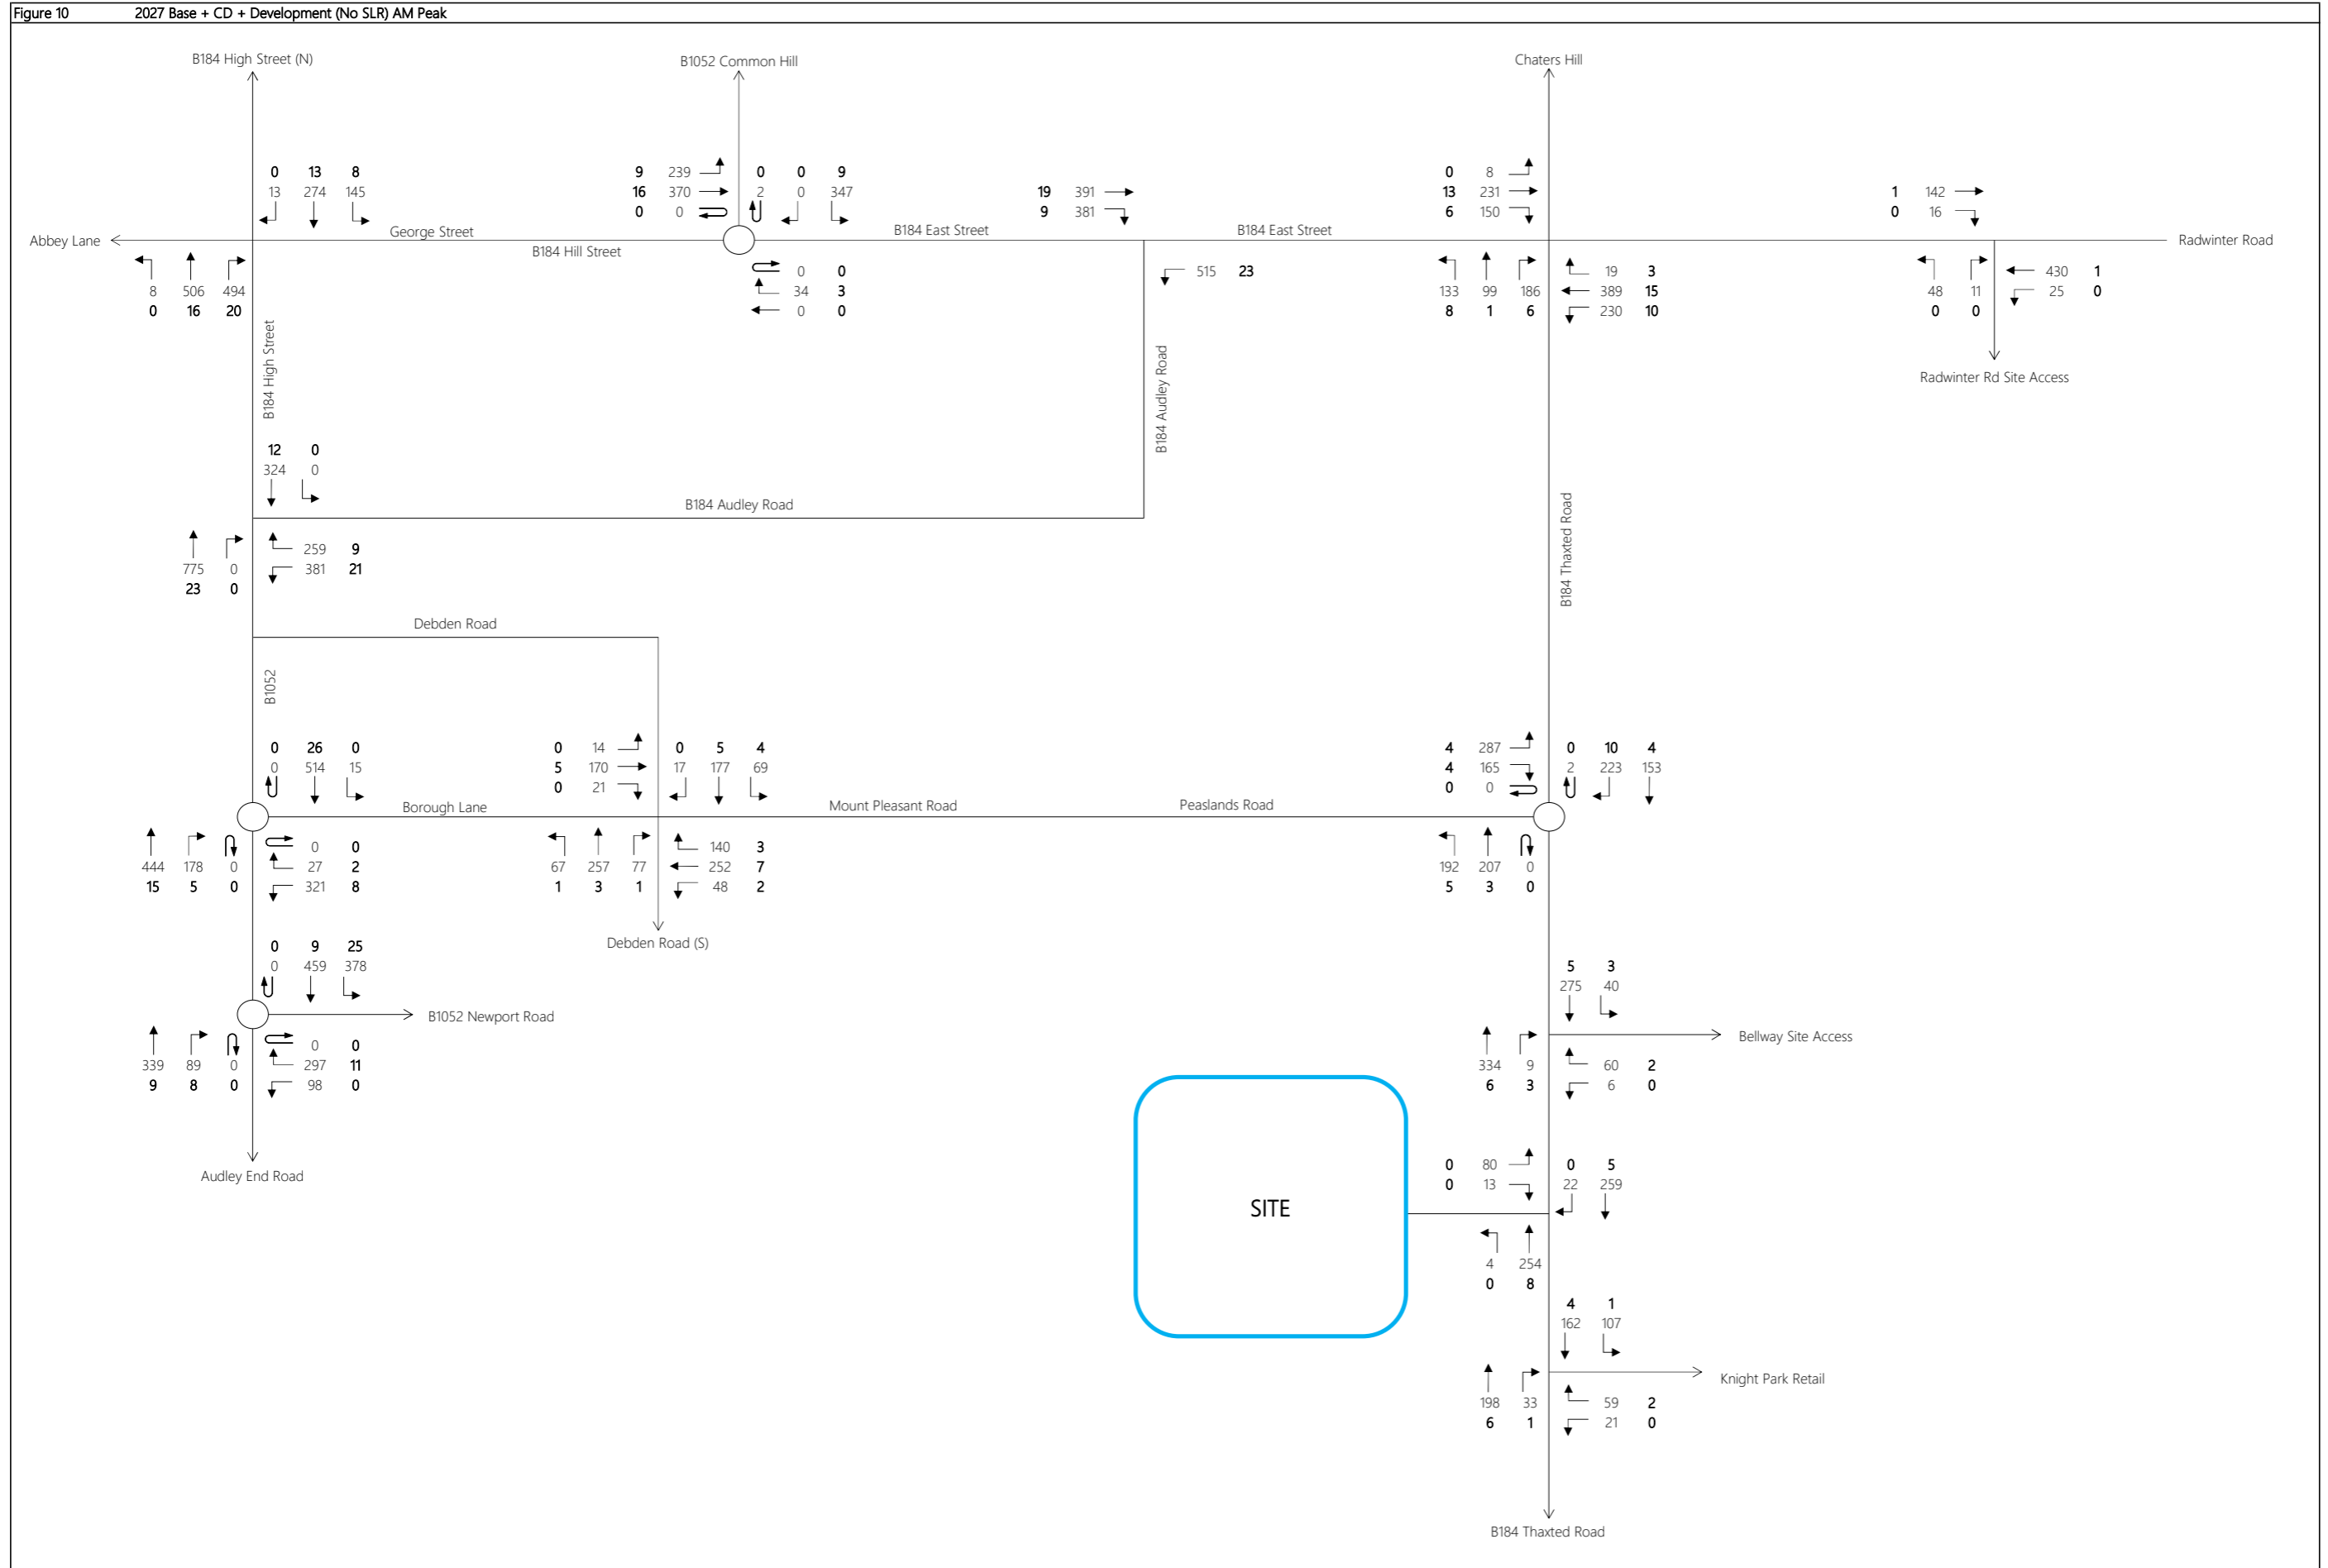 Figure 10 2027 Base + CD + Development (No SLR) AM Peak
B184 High Street (N)
B1052 Common Hill
Chaters Hill
0 13 8
13 274 145
9 239
16 370
0 0
0 0 9
2 0 347
19 391
9 381
0 8
13 231
6 150
1 142
0 16
Abbey Lane
George Street
B184 Hill Street
B184 East Street
B184 East Street
Radwinter Road
8 506 494
0 16 20
0 0
34 3
0 0
515 23
133 99 186
8 1 6
19 3
389 15
230 10
48 11
0 0
430 1
25 0
Radwinter Rd Site Access
B184 High Street
B184 Audley Road
12 0
324 0
B184 Audley Road
B184 Thaxted Road
775 0
23 0
259 9
381 21
Debden Road
B1052
0 26 0
0 514 15
0 14
5 170
0 21
0 5 4
17 177 69
4 287
4 165
0 0
0 10 4
2 223 153
Borough Lane
Mount Pleasant Road
Peaslands Road
444 178 0
15 5 0
0 0
27 2
321 8
67 257 77
1 3 1
140 3
252 7
48 2
192 207 0
5 3 0
Debden Road (S)
0 9 25
0 459 378
5 3
275 40
B1052 Newport Road
Bellway Site Access
339 89 0
9 8 0
0 0
297 11
98 0
334 9
6 3
60 2
6 0
Audley End Road
SITE
0 80
0 13
0 5
22 259
4 254
0 8
4 1
162 107
Knight Park Retail
198 33
6 1
59 2
21 0
B184 Thaxted Road